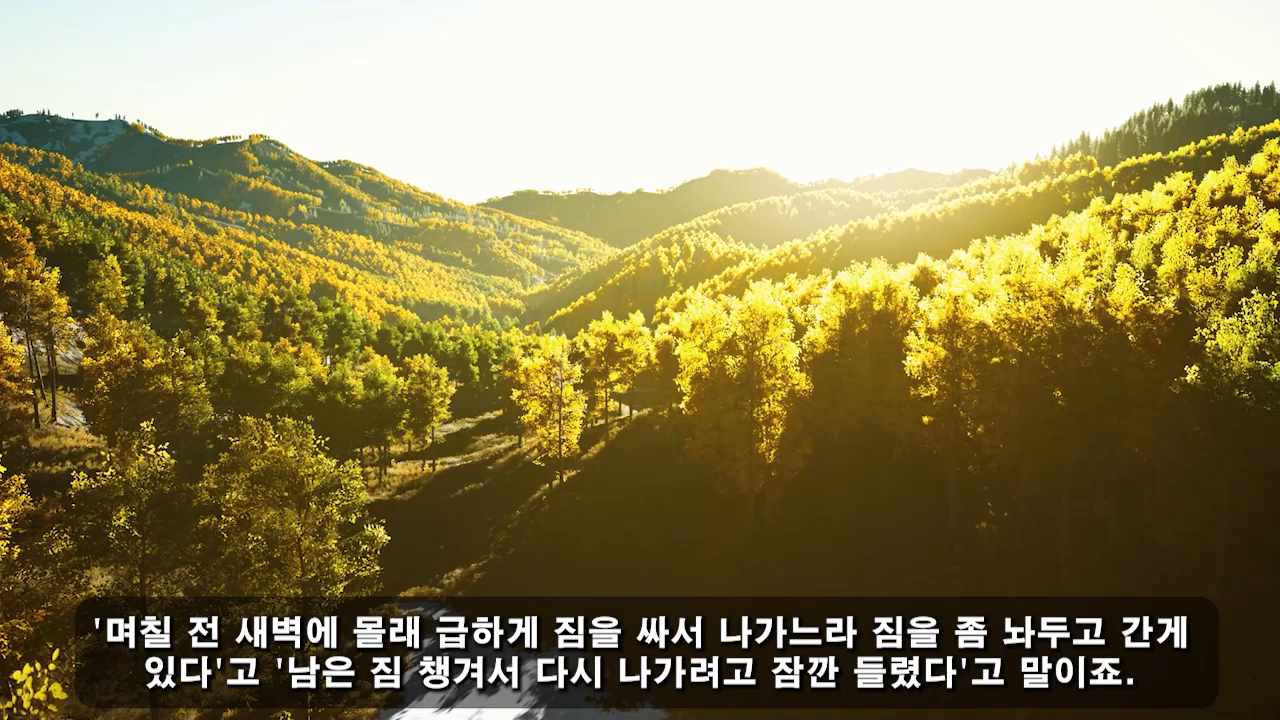 '며칠 전 새벽에 몰래 급하게 짐을 싸서 나가느라 짐을 좀 놔두고 간게
있다'고 '남은 짐 챙겨서 다시 나가려고 잠깐 들렸다'고 말이죠.